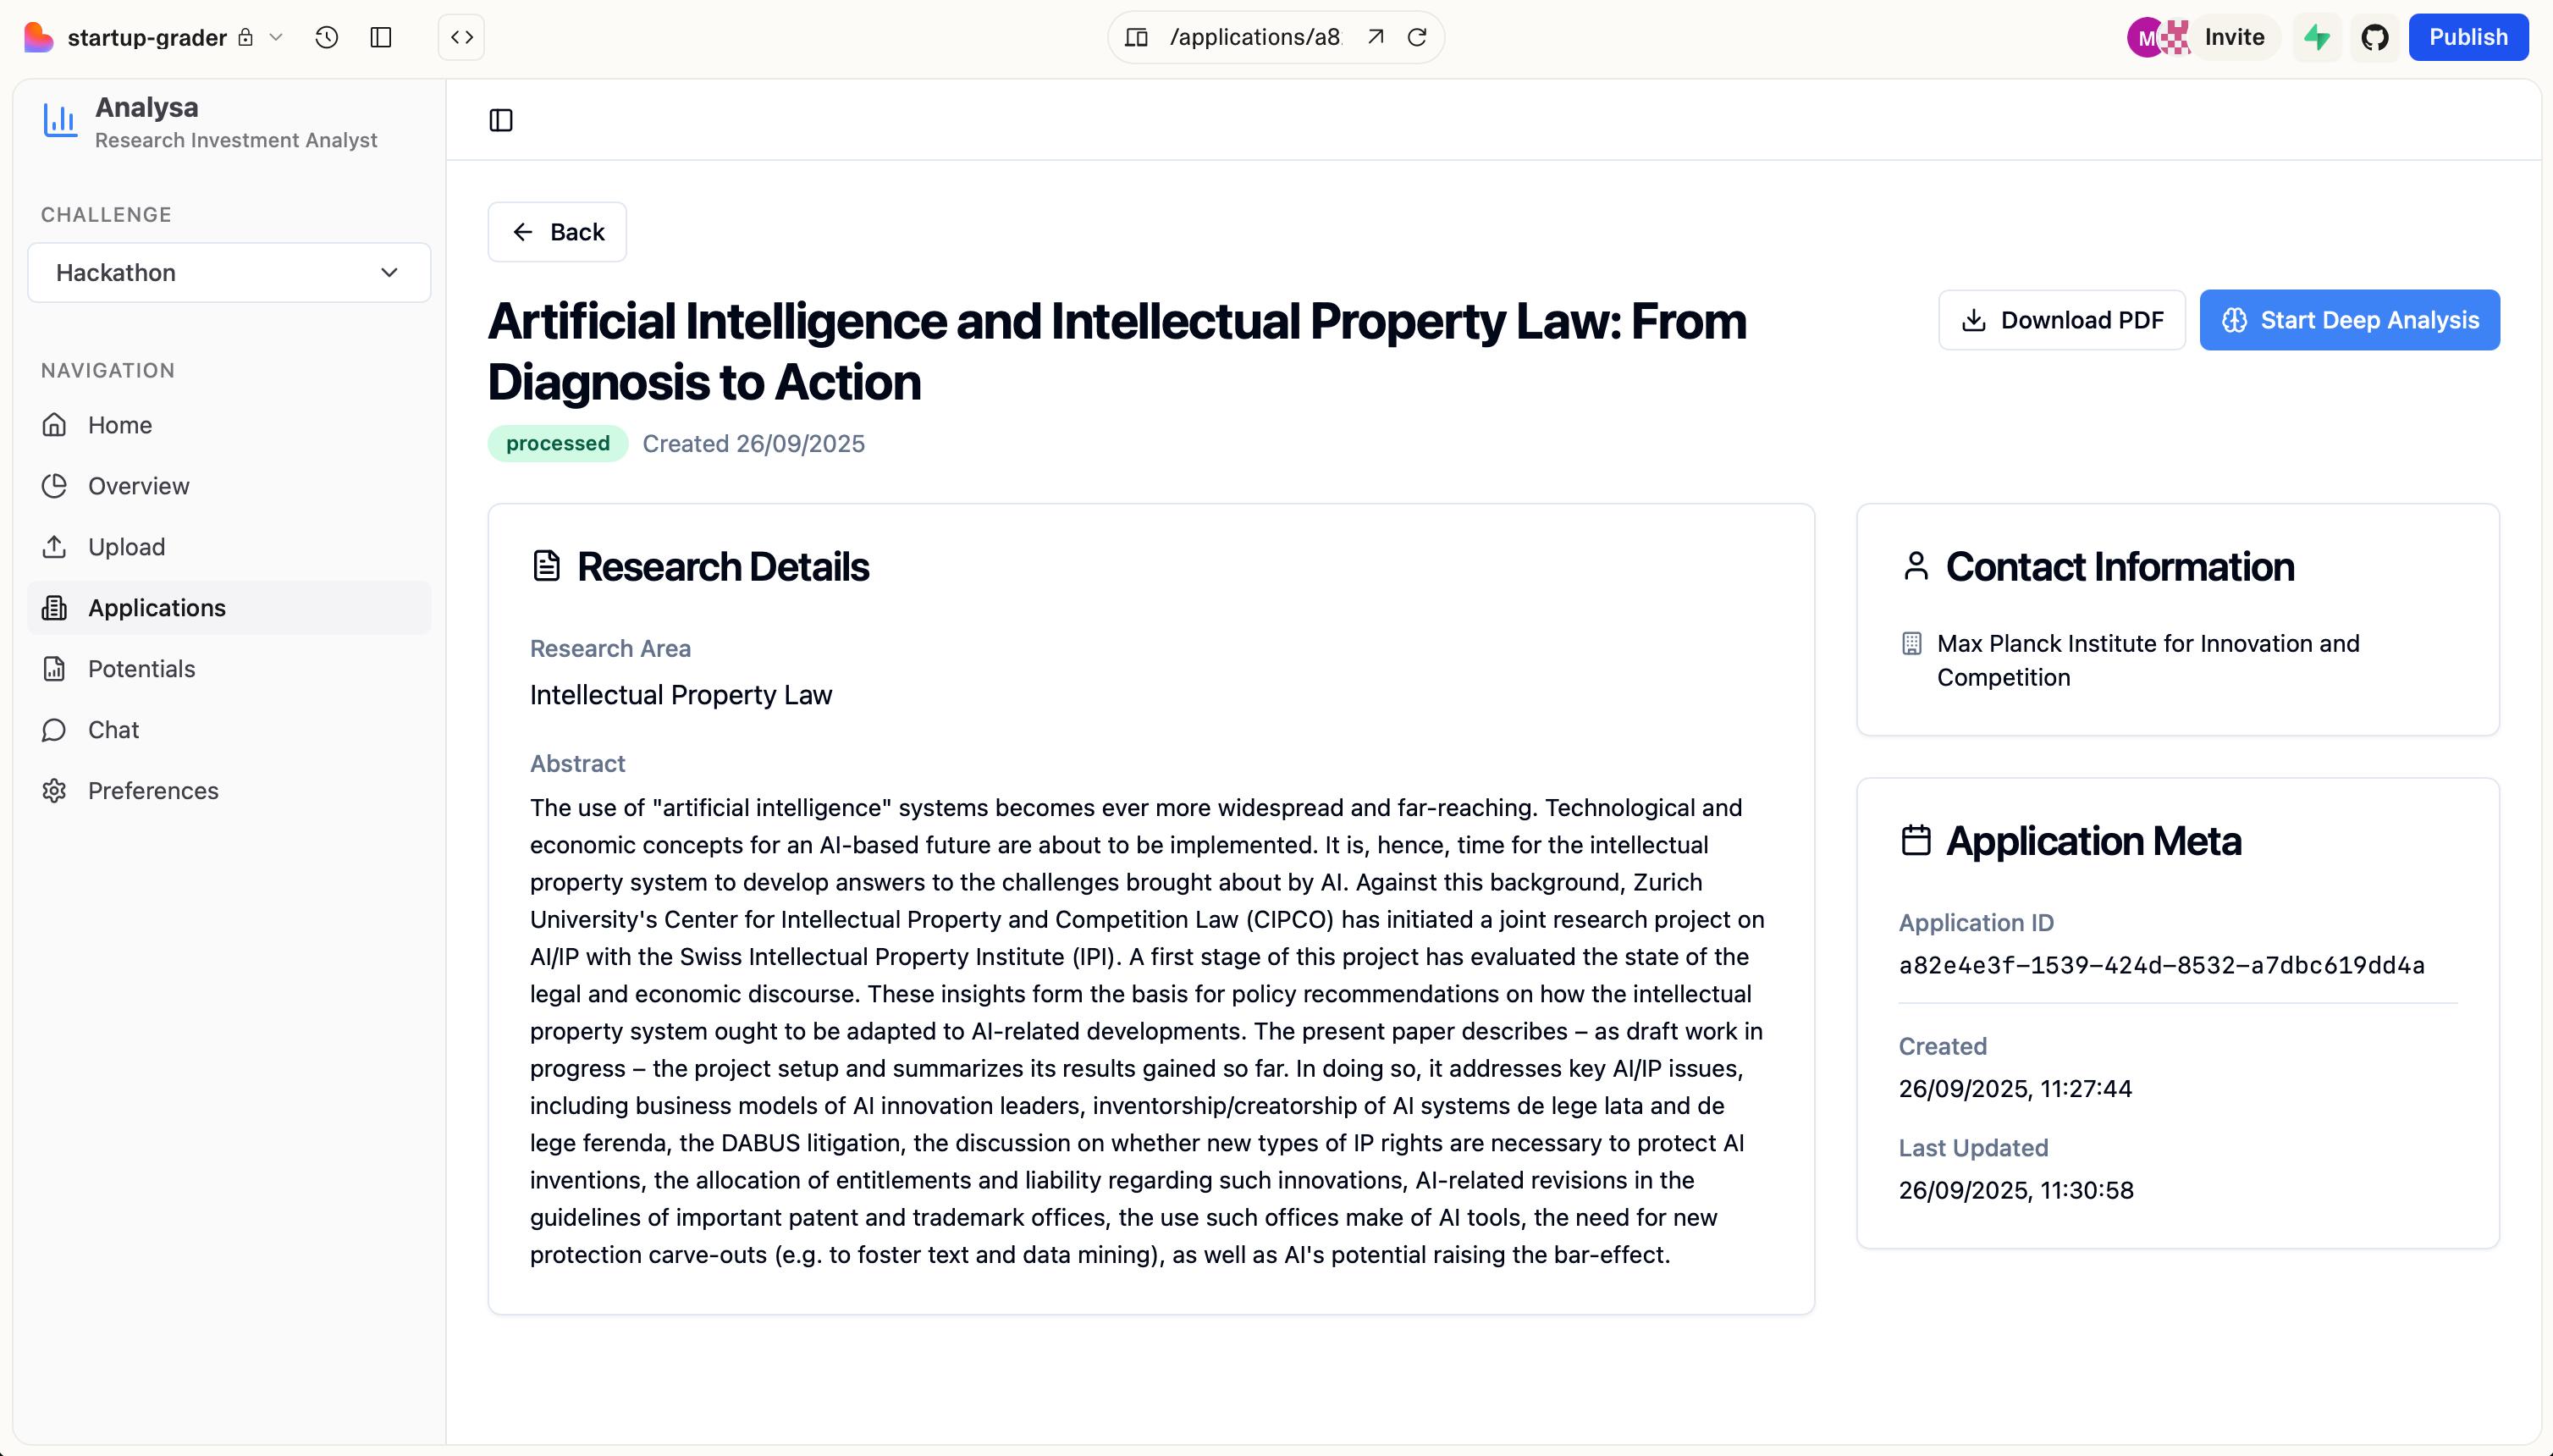 startup-grader
/applications/a8
M
Invite
Publish
Analysa
Research Investment Analyst
CHALLENGE
Hackathon
NAVIGATION
Home
Overview
Upload
Applications
Potentials
Chat
Preferences
Back
Artificial Intelligence and Intellectual Property Law: From
Diagnosis to Action
Download PDF
Start Deep Analysis
processed
Created 26/09/2025
Research Details
Research Area
Intellectual Property Law
Abstract
The use of "artificial intelligence" systems becomes ever more widespread and far-reaching. Technological and
economic concepts for an AI-based future are about to be implemented. It is, hence, time for the intellectual
property system to develop answers to the challenges brought about by AI. Against this background, Zurich
University's Center for Intellectual Property and Competition Law (CIPCO) has initiated a joint research project on
AI/IP with the Swiss Intellectual Property Institute (IPI). A first stage of this project has evaluated the state of the
legal and economic discourse. These insights form the basis for policy recommendations on how the intellectual
property system ought to be adapted to AI-related developments. The present paper describes – as draft work in
progress – the project setup and summarizes its results gained so far. In doing so, it addresses key AI/IP issues,
including business models of AI innovation leaders, inventorship/creatorship of AI systems de lege lata and de
lege ferenda, the DABUS litigation, the discussion on whether new types of IP rights are necessary to protect AI
inventions, the allocation of entitlements and liability regarding such innovations, AI-related revisions in the
guidelines of important patent and trademark offices, the use such offices make of AI tools, the need for new
protection carve-outs (e.g. to foster text and data mining), as well as AI's potential raising the bar-effect.
Contact Information
Max Planck Institute for Innovation and
Competition
Application Meta
Application ID
a82e4e3f-1539-424d-8532-a7dbc619dd4a
Created
26/09/2025, 11:27:44
Last Updated
26/09/2025, 11:30:58